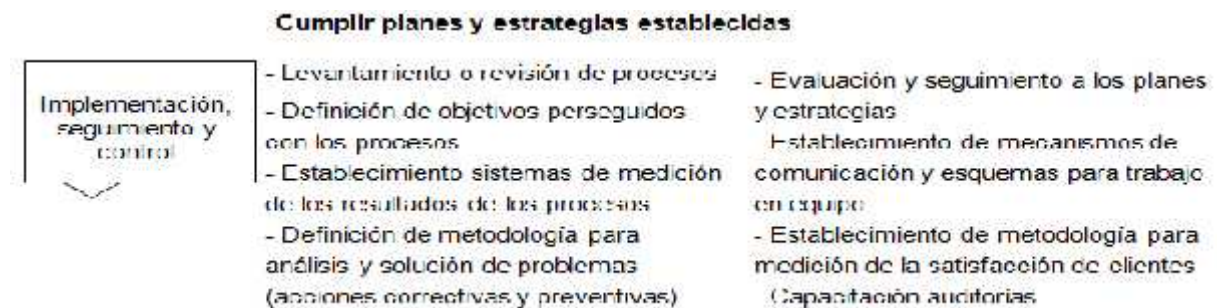 Cumplir planes y estrategias establecidas
Implementación,
seguimiento y
control
- Levantamiento o revisión de procesos
- Definición de objetivos perseguidos
con los procesos
- Establecimiento sistemas de medición
de los resultados de los procesos
- Definición de metodología para
análisis y solución de problemas
(acciones correctivas y preventivas)
- Evaluación y seguimiento a los planes
y estrategias
Establecimiento de mecanismos de
comunicación y esquemas para trabajo
en equipo
- Establecimiento de metodología para
medición de la satisfacción de clientes
Capacitación auditorías